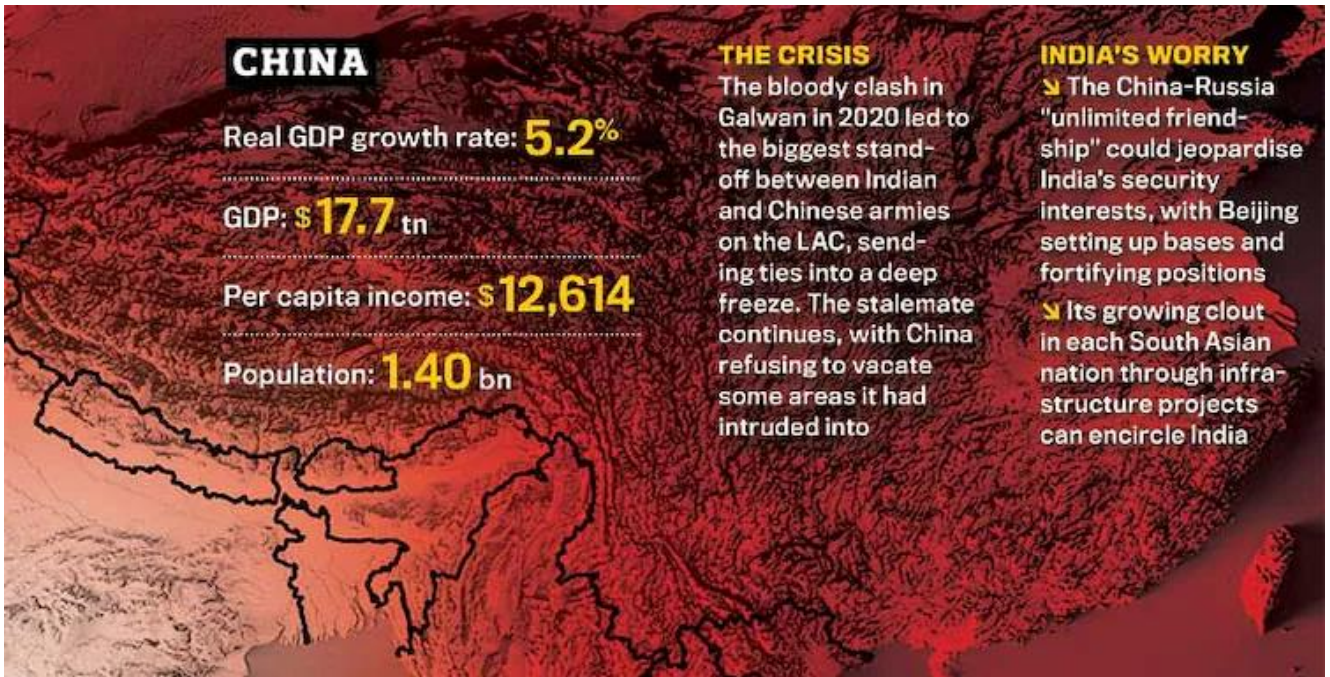 CHINA
Real GDP growth rate: 5.2%
GDP: $17.7 tn
Per capita income: $12,614
Population: 1.40 bn
THE CRISIS
The bloody clash in
Galwan in 2020 led to
the biggest stand-
off between Indian
and Chinese armies
on the LAC, send-
ing ties into a deep
freeze. The stalemate
continues, with China
refusing to vacate
some areas it had
intruded into
INDIA'S WORRY
↘ The China-Russia
"unlimited friend-
ship" could jeopardise
India's security
interests, with Beijing
setting up bases and
fortifying positions
↘ Its growing clout
in each South Asian
nation through infra-
structure projects
can encircle India